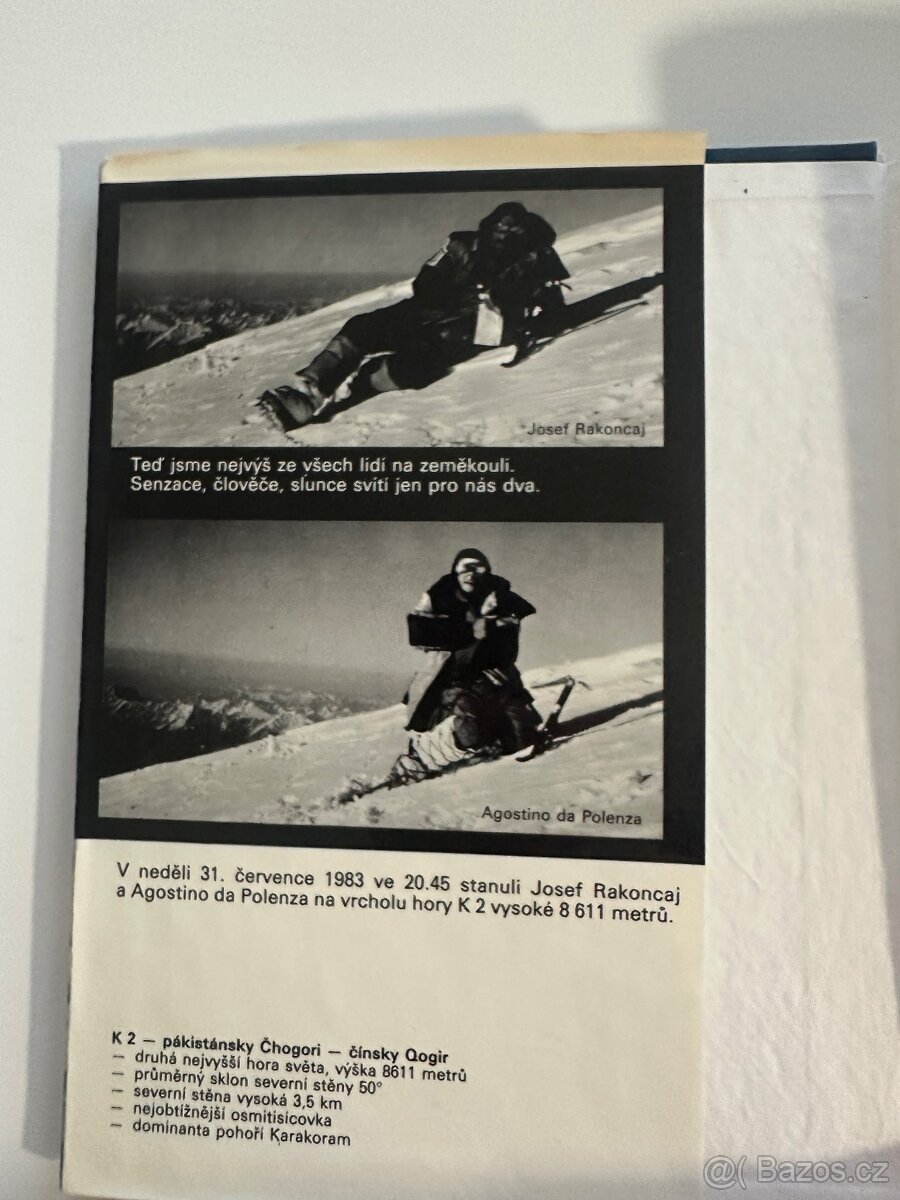 Josef Rakoncaj
Teď jsme nejvýš ze všech lidí na zeměkouli.
Senzace, člověče, slunce svítí jen pro nás dva.
Agostino da Polenza
V neděli 31. července 1983 ve 20.45 stanuli Josef Rakoncaj
a Agostino da Polenza na vrcholu hory K 2 vysoké 8 611 metrů.
K 2 — pákistánsky Čhogori — čínsky Qogir
— druhá nejvyšší hora světa, výška 8611 metrů
— průměrný sklon severní stěny 50°
— severní stěna vysoká 3,5 km
— nejobtížnější osmitisícovka
— dominanta pohoří Karakoram
@ Bazos.cz